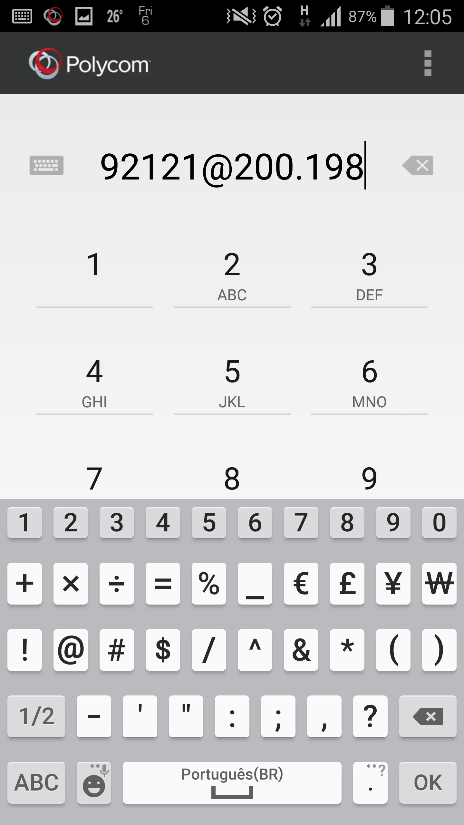 26° Fri 6 H 87% 12:05
Polycom
92121@200.198
1 2 3
ABC DEF
4 5 6
GHI JKL MNO
7 8 9
1 2 3 4 5 6 7 8 9 0
+ × ÷ = % _ € £ ¥ ₩
! @ # $ / ^ & * ( )
1/2 - ' " : ; , ?
ABC Português(BR) . ? OK